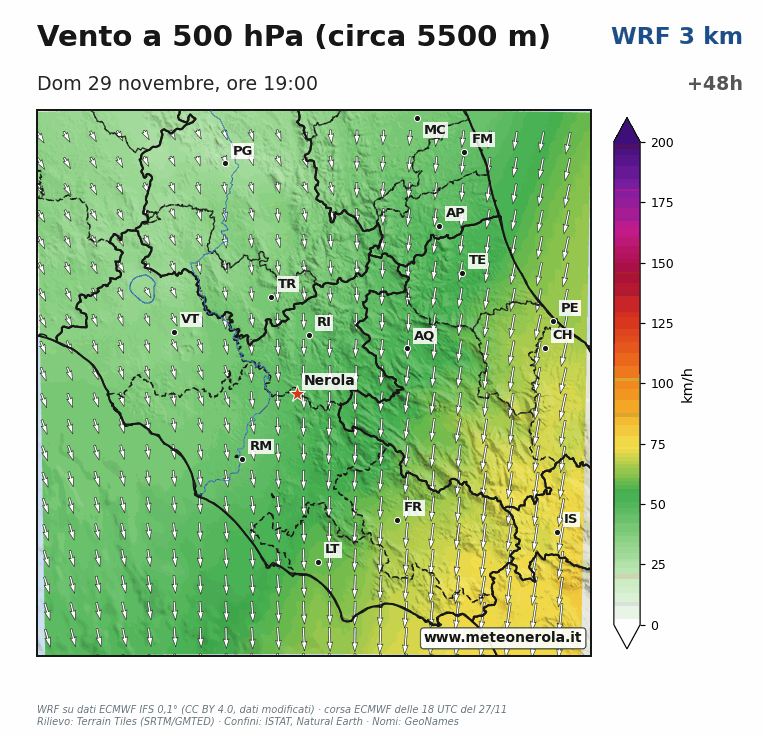 Vento a 500 hPa (circa 5500 m)
WRF 3 km
Dom 29 novembre, ore 19:00
+48h
MC
FM
PG
AP
TE
TR
PE
VT
RI
AQ
CH
Nerola
RM
FR
IS
LT
www.meteonerola.it
200
175
150
125
100
75
50
25
0
km/h
WRF su dati ECMWF IFS 0,1° (CC BY 4.0, dati modificati) · corsa ECMWF delle 18 UTC del 27/11
Rilievo: Terrain Tiles (SRTM/GMTED) · Confini: ISTAT, Natural Earth · Nomi: GeoNames